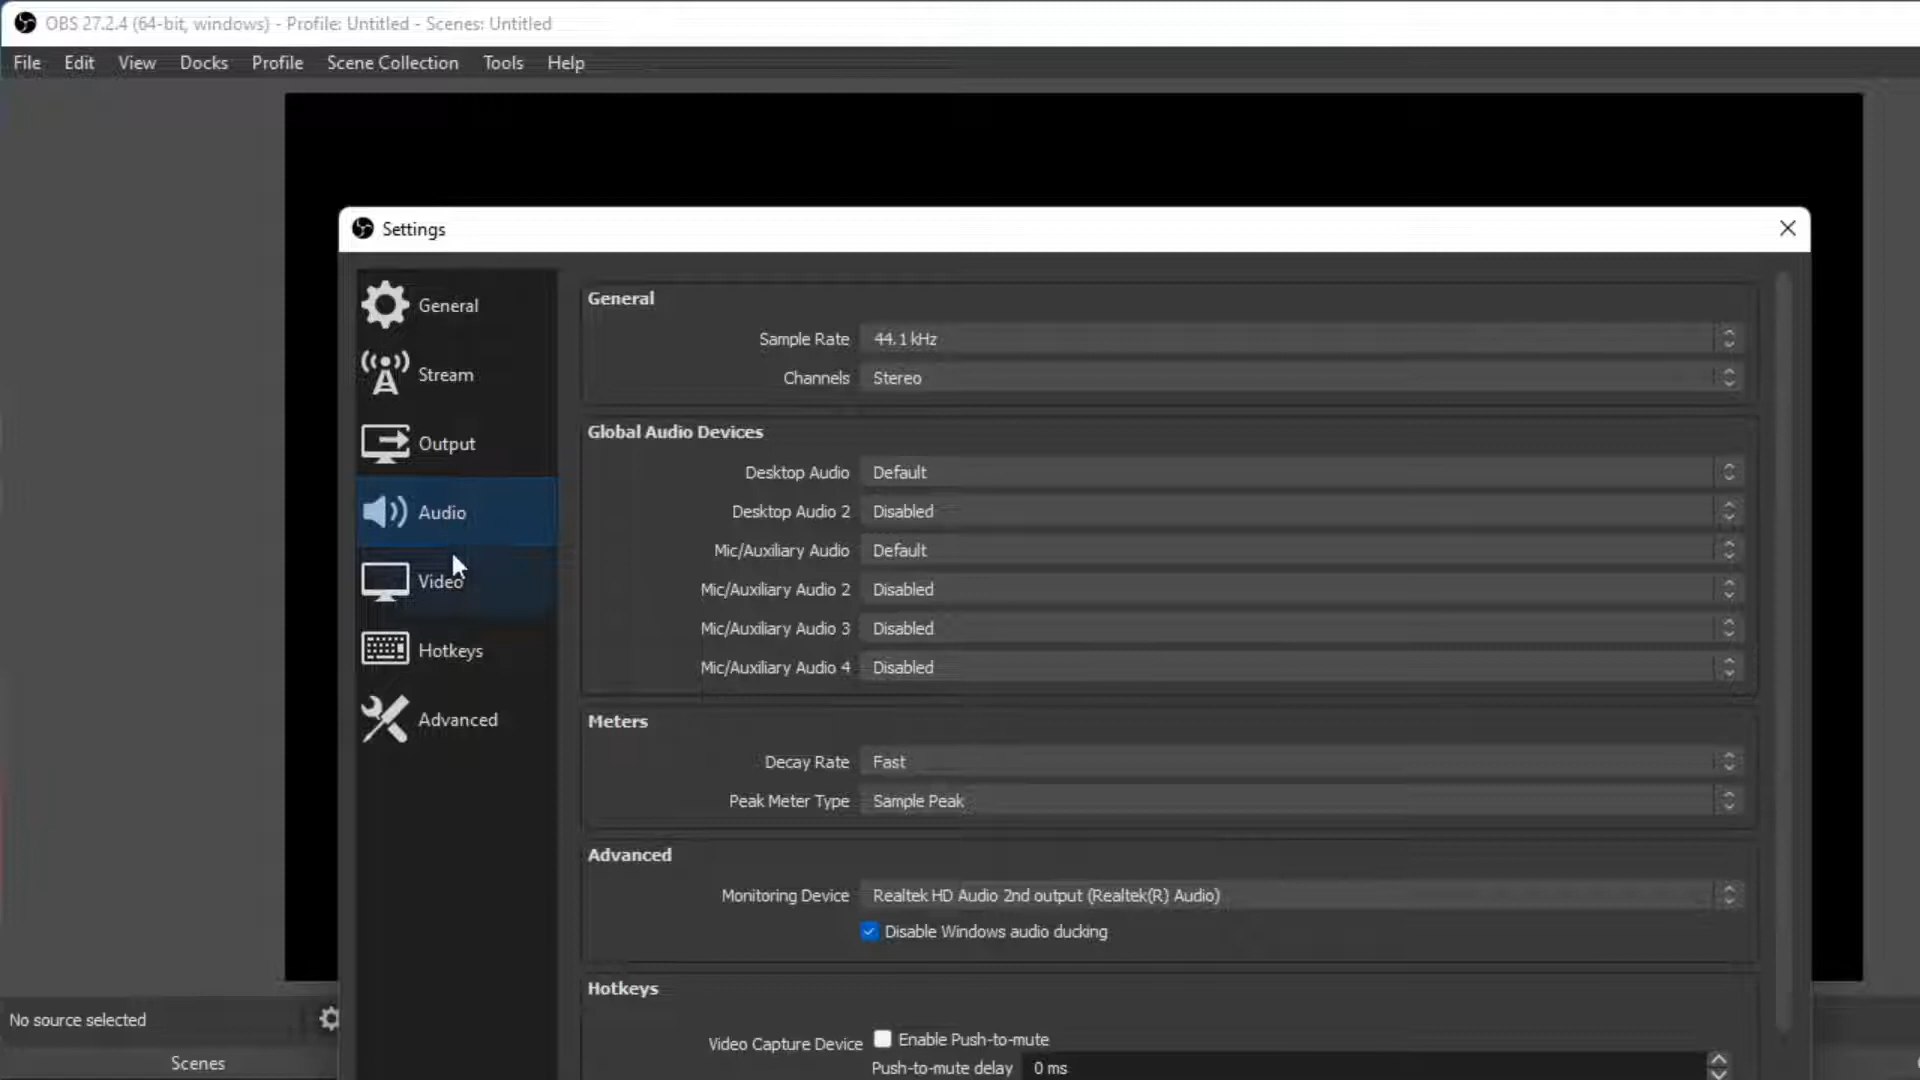 OBS 27.2.4 (64-bit, windows) - Profile: Untitled - Scenes: Untitled
File Edit View Docks Profile Scene Collection Tools Help
Settings
General
Stream
Output
Audio
Video
Hotkeys
Advanced
General
Sample Rate 44.1 kHz
Channels Stereo
Global Audio Devices
Desktop Audio Default
Desktop Audio 2 Disabled
Mic/Auxiliary Audio Default
Mic/Auxiliary Audio 2 Disabled
Mic/Auxiliary Audio 3 Disabled
Mic/Auxiliary Audio 4 Disabled
Meters
Decay Rate Fast
Peak Meter Type Sample Peak
Advanced
Monitoring Device Realtek HD Audio 2nd output (Realtek(R) Audio)
Disable Windows audio ducking
Hotkeys
Video Capture Device Enable Push-to-mute
Push-to-mute delay 0 ms
No source selected
Scenes